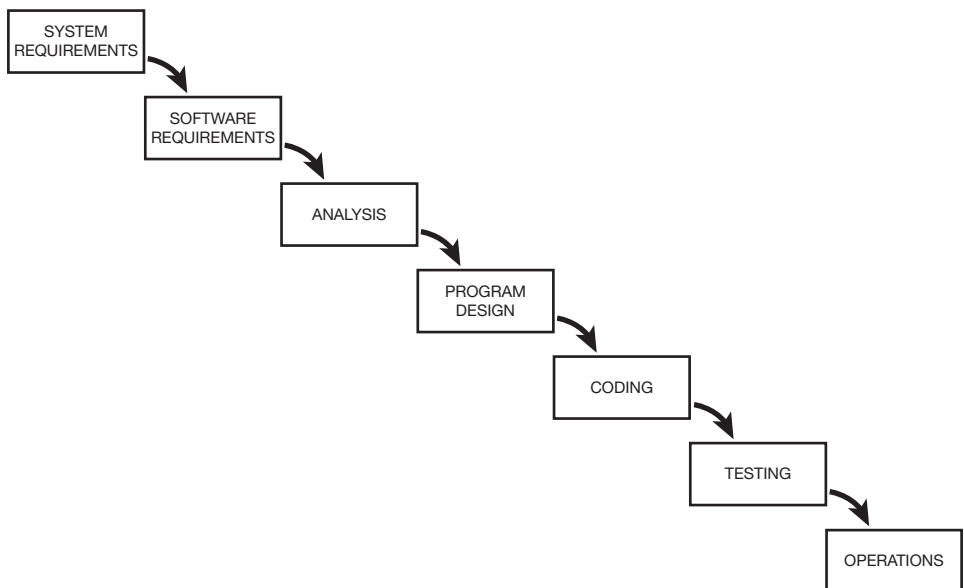 SYSTEM
REQUIREMENTS
SOFTWARE
REQUIREMENTS
ANALYSIS
PROGRAM
DESIGN
CODING
TESTING
OPERATIONS